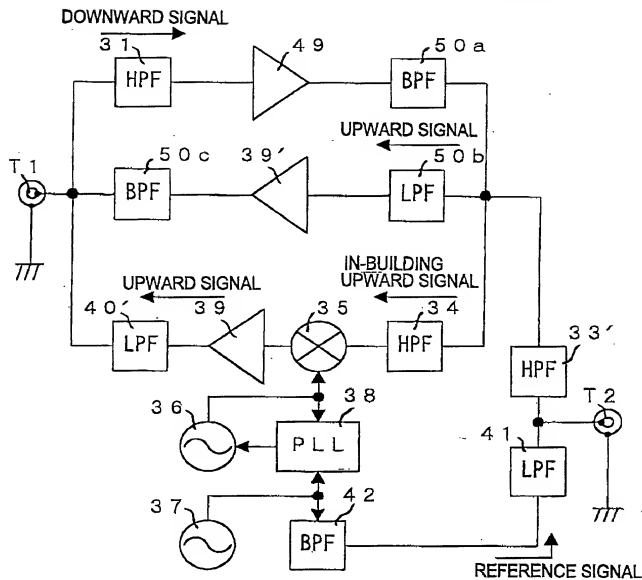 DOWNWARD SIGNAL
31 49 50a
HPF BPF
UPWARD SIGNAL
T1 50c 39′ 50b
BPF LPF
IN-BUILDING
UPWARD SIGNAL UPWARD SIGNAL
40′ 39 35 34
LPF HPF
33′
HPF
36 38 T2
PLL 41
LPF
37 42
BPF
REFERENCE SIGNAL